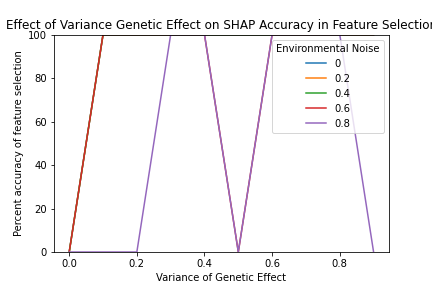 Effect of Variance Genetic Effect on SHAP Accuracy in Feature Selection
Percent accuracy of feature selection
100
80
60
40
20
0
Environmental Noise
0
0.2
0.4
0.6
0.8
0.0 0.2 0.4 0.6 0.8
Variance of Genetic Effect